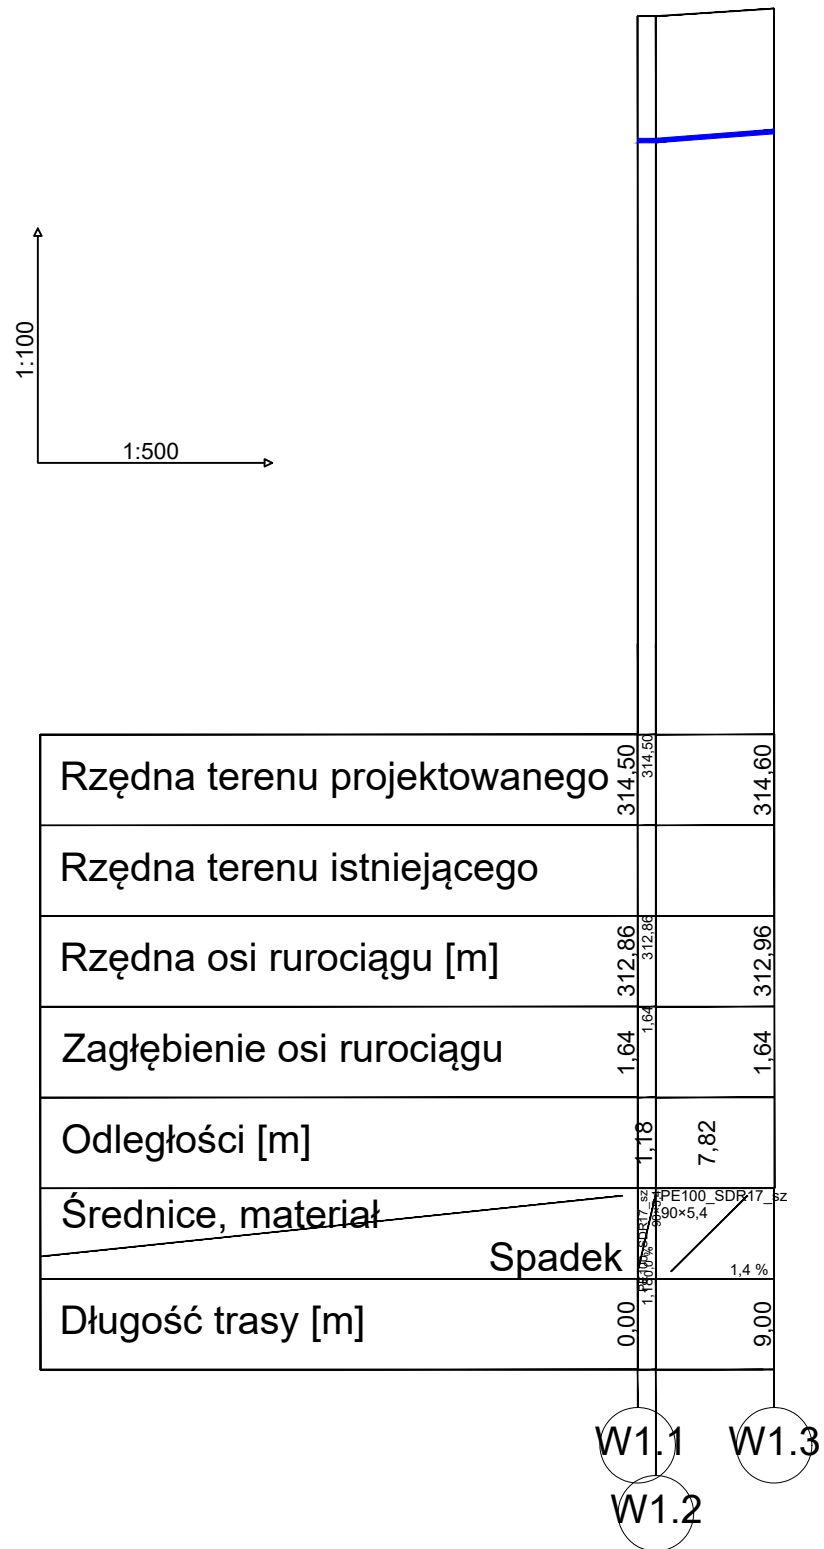 1:100
1:500
Rzędna terenu projektowanego
314,50
314,50
314,60
Rzędna terenu istniejącego
Rzędna osi rurociągu [m]
312,86
312,86
312,96
Zagłębienie osi rurociągu
1,64
1,64
1,64
Odległości [m]
1,18
7,82
Średnice, materiał
PE100_SDR17_sz
90×5,4
Spadek
1,4 %
Długość trasy [m]
0,00
1,18
9,00
W1.1
W1.3
W1.2